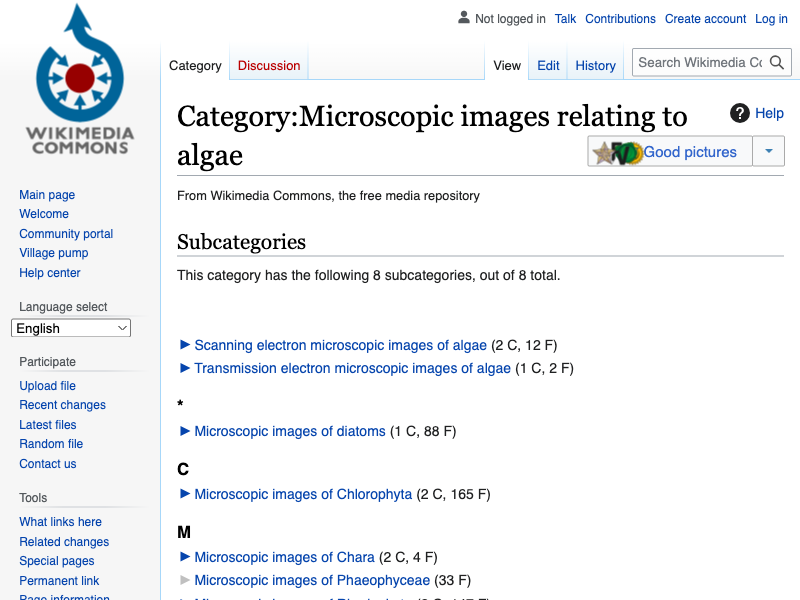 Not logged in Talk Contributions Create account Log in
Category Discussion View Edit History Search Wikimedia Co
WIKIMEDIA
COMMONS
Category:Microscopic images relating to
algae
Help
Good pictures
From Wikimedia Commons, the free media repository
Main page
Welcome
Community portal
Village pump
Help center
Language select
English
Participate
Upload file
Recent changes
Latest files
Random file
Contact us
Tools
What links here
Related changes
Special pages
Permanent link
Page information
Subcategories
This category has the following 8 subcategories, out of 8 total.
► Scanning electron microscopic images of algae (2 C, 12 F)
► Transmission electron microscopic images of algae (1 C, 2 F)
*
► Microscopic images of diatoms (1 C, 88 F)
C
► Microscopic images of Chlorophyta (2 C, 165 F)
M
► Microscopic images of Chara (2 C, 4 F)
► Microscopic images of Phaeophyceae (33 F)